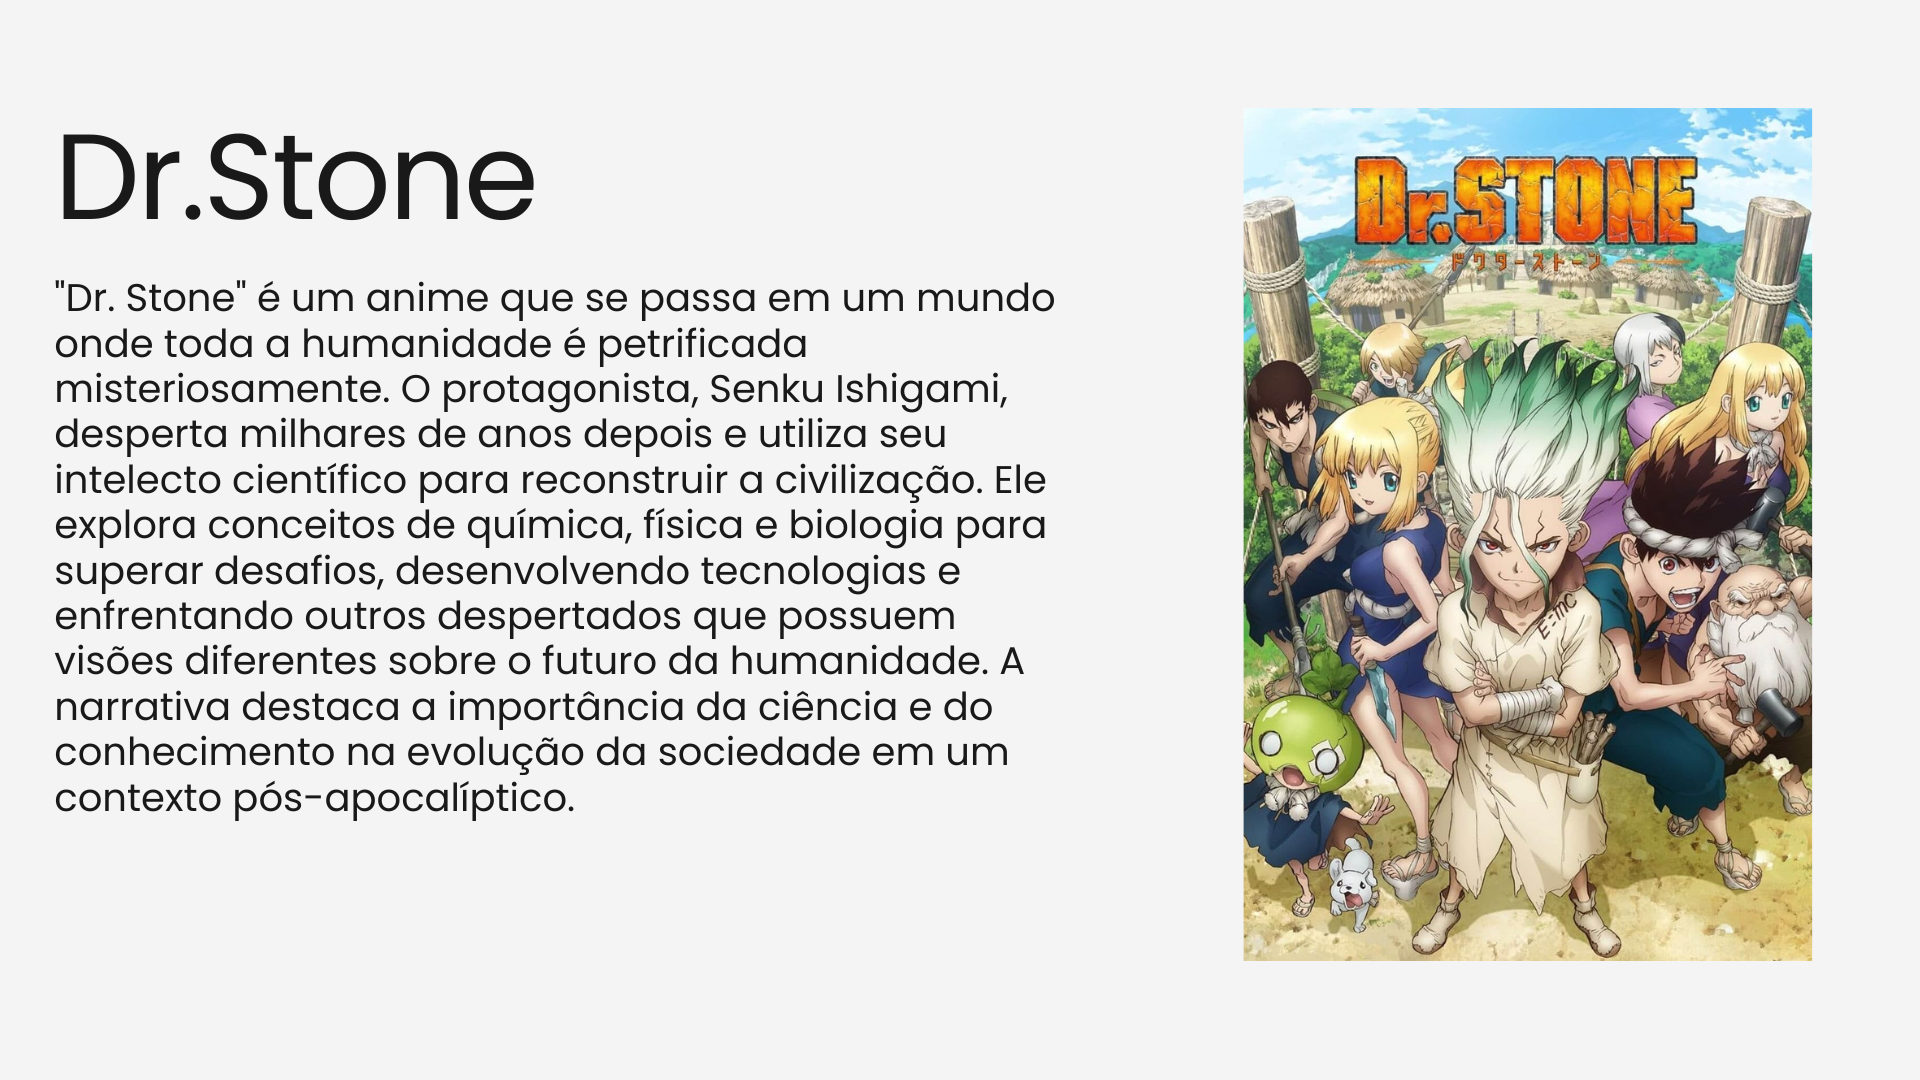 Dr.Stone
"Dr. Stone" é um anime que se passa em um mundo
onde toda a humanidade é petrificada
misteriosamente. O protagonista, Senku Ishigami,
desperta milhares de anos depois e utiliza seu
intelecto científico para reconstruir a civilização. Ele
explora conceitos de química, física e biologia para
superar desafios, desenvolvendo tecnologias e
enfrentando outros despertados que possuem
visões diferentes sobre o futuro da humanidade. A
narrativa destaca a importância da ciência e do
conhecimento na evolução da sociedade em um
contexto pós-apocalíptico.
Dr.STONE
ドクターストーン
E=mc